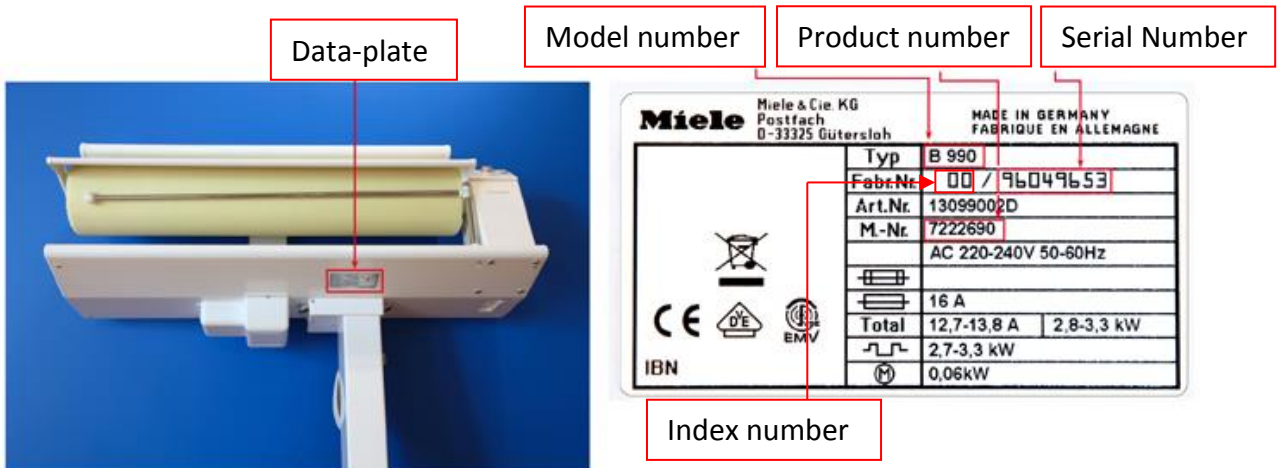 Data-plate
Model number
Product number
Serial Number
Miele
Miele & Cie. KG
Postfach
D-33325 Gütersloh
MADE IN GERMANY
FABRIQUE EN ALLEMAGNE
Typ B 990
Fabr.Nr. 00 / 96049653
Art.Nr. 13099002D
M.-Nr. 7222690
AC 220-240V 50-60Hz
16 A
Total 12,7-13,8 A 2,8-3,3 kW
2,7-3,3 kW
M 0,06kW
CE
DVE
EMV
IBN
Index number